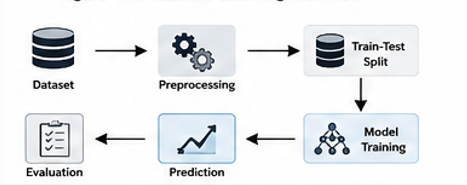 Dataset
Preprocessing
Train-Test
Split
Model
Training
Prediction
Evaluation